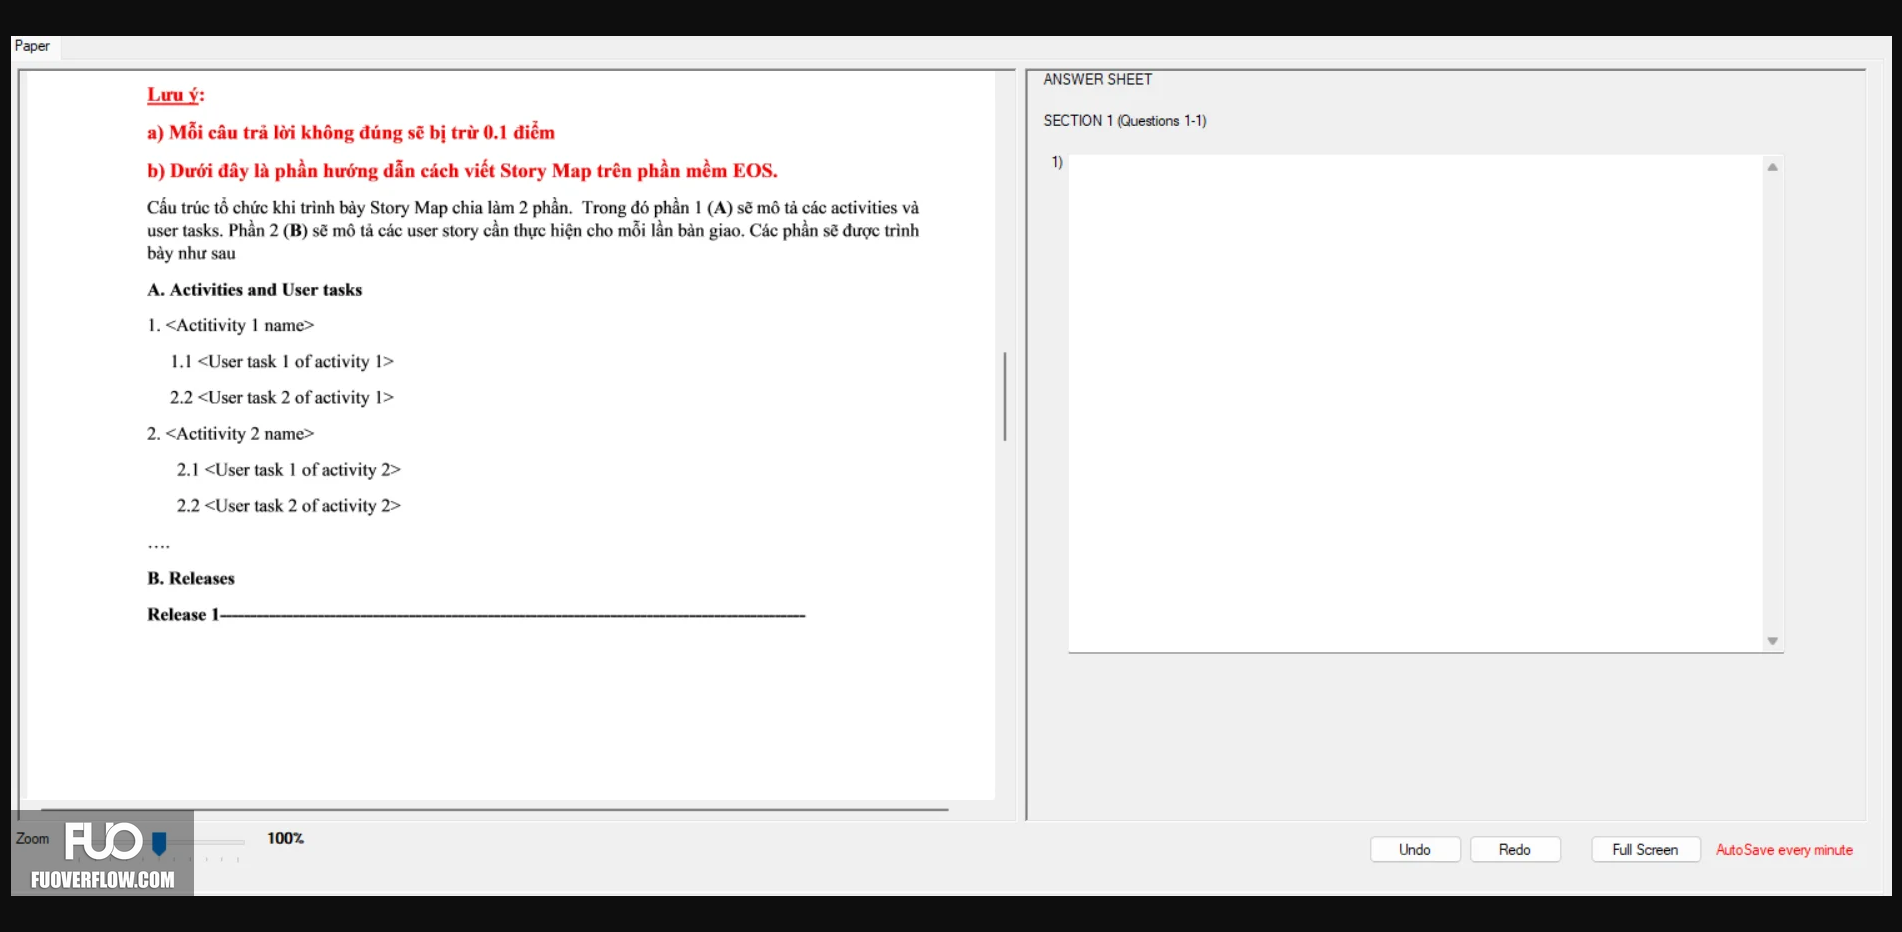 Paper
Lưu ý:
a) Mỗi câu trả lời không đúng sẽ bị trừ 0.1 điểm
b) Dưới đây là phần hướng dẫn cách viết Story Map trên phần mềm EOS.
Cấu trúc tổ chức khi trình bày Story Map chia làm 2 phần. Trong đó phần 1 (A) sẽ mô tả các activities và
user tasks. Phần 2 (B) sẽ mô tả các user story cần thực hiện cho mỗi lần bàn giao. Các phần sẽ được trình
bày như sau
A. Activities and User tasks
1. <Actitivity 1 name>
1.1 <User task 1 of activity 1>
2.2 <User task 2 of activity 1>
2. <Actitivity 2 name>
2.1 <User task 1 of activity 2>
2.2 <User task 2 of activity 2>
....
B. Releases
Release 1
ANSWER SHEET
SECTION 1 (Questions 1-1)
1)
Zoom
100%
FUO
FUOVERFLOW.COM
Undo
Redo
Full Screen
AutoSave every minute